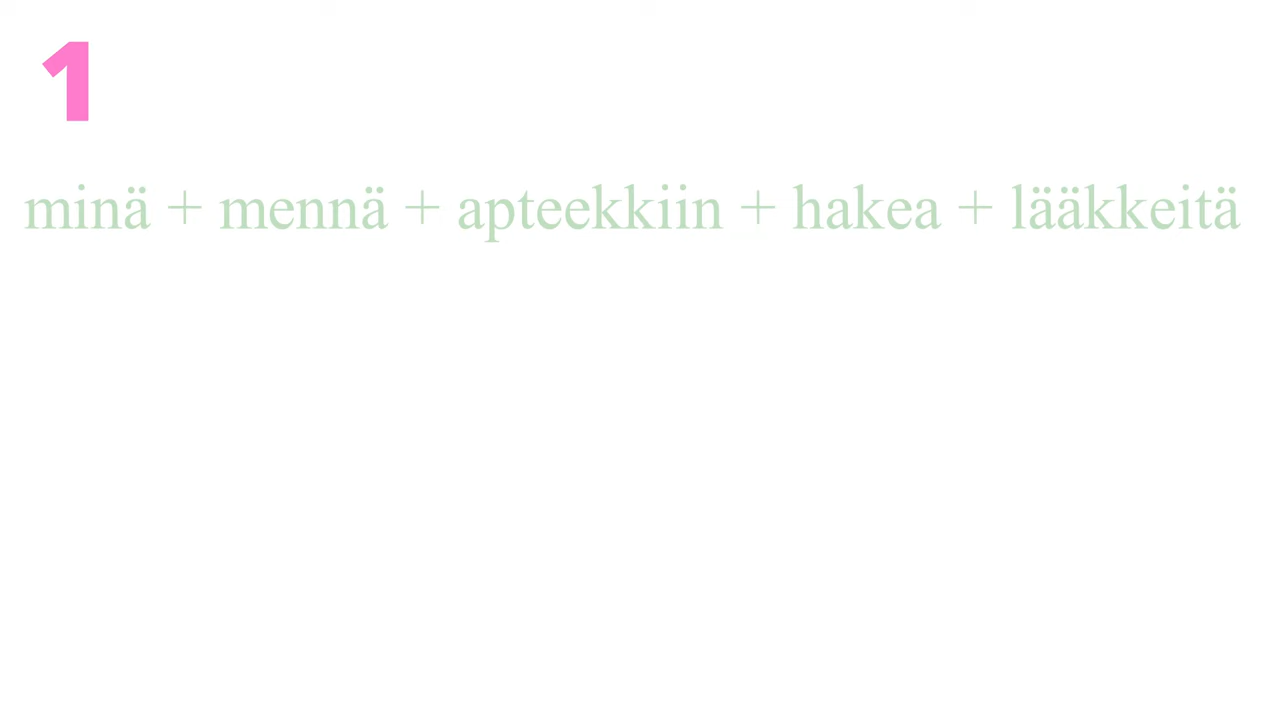 1
minä + mennä + apteekkiin + hakea + lääkkeitä